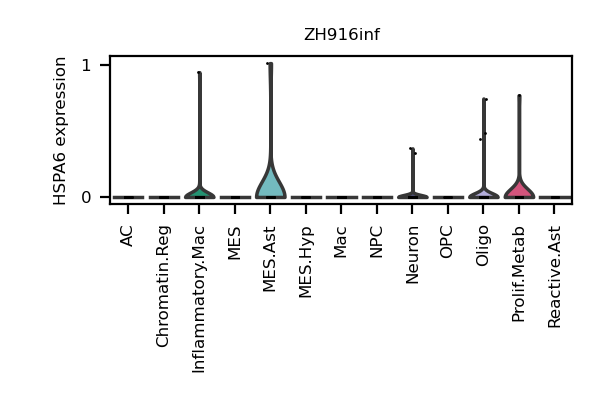 ZH916inf
HSPA6 expression
1
0
AC
Chromatin.Reg
Inflammatory.Mac
MES
MES.Ast
MES.Hyp
Mac
NPC
Neuron
OPC
Oligo
Prolif.Metab
Reactive.Ast